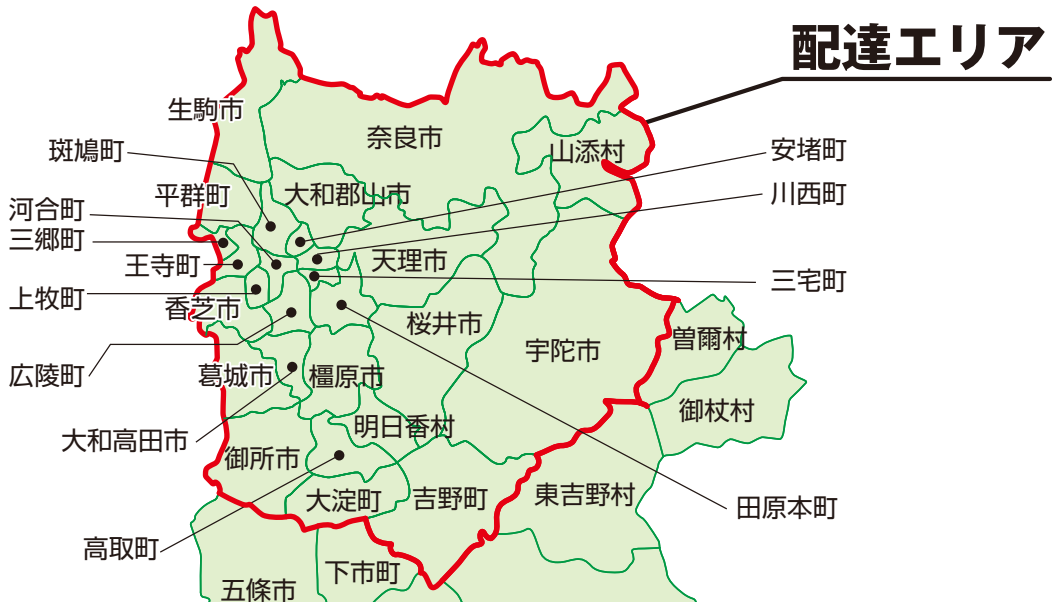 配達エリア
生駒市
奈良市
斑鳩町
山添村
安堵町
平群町
大和郡山市
川西町
河合町
三郷町
王寺町
天理市
三宅町
上牧町
香芝市
桜井市
宇陀市
曽爾村
広陵町
葛城市
橿原市
御杖村
大和高田市
明日香村
御所市
大淀町
吉野町
東吉野村
田原本町
高取町
下市町
五條市